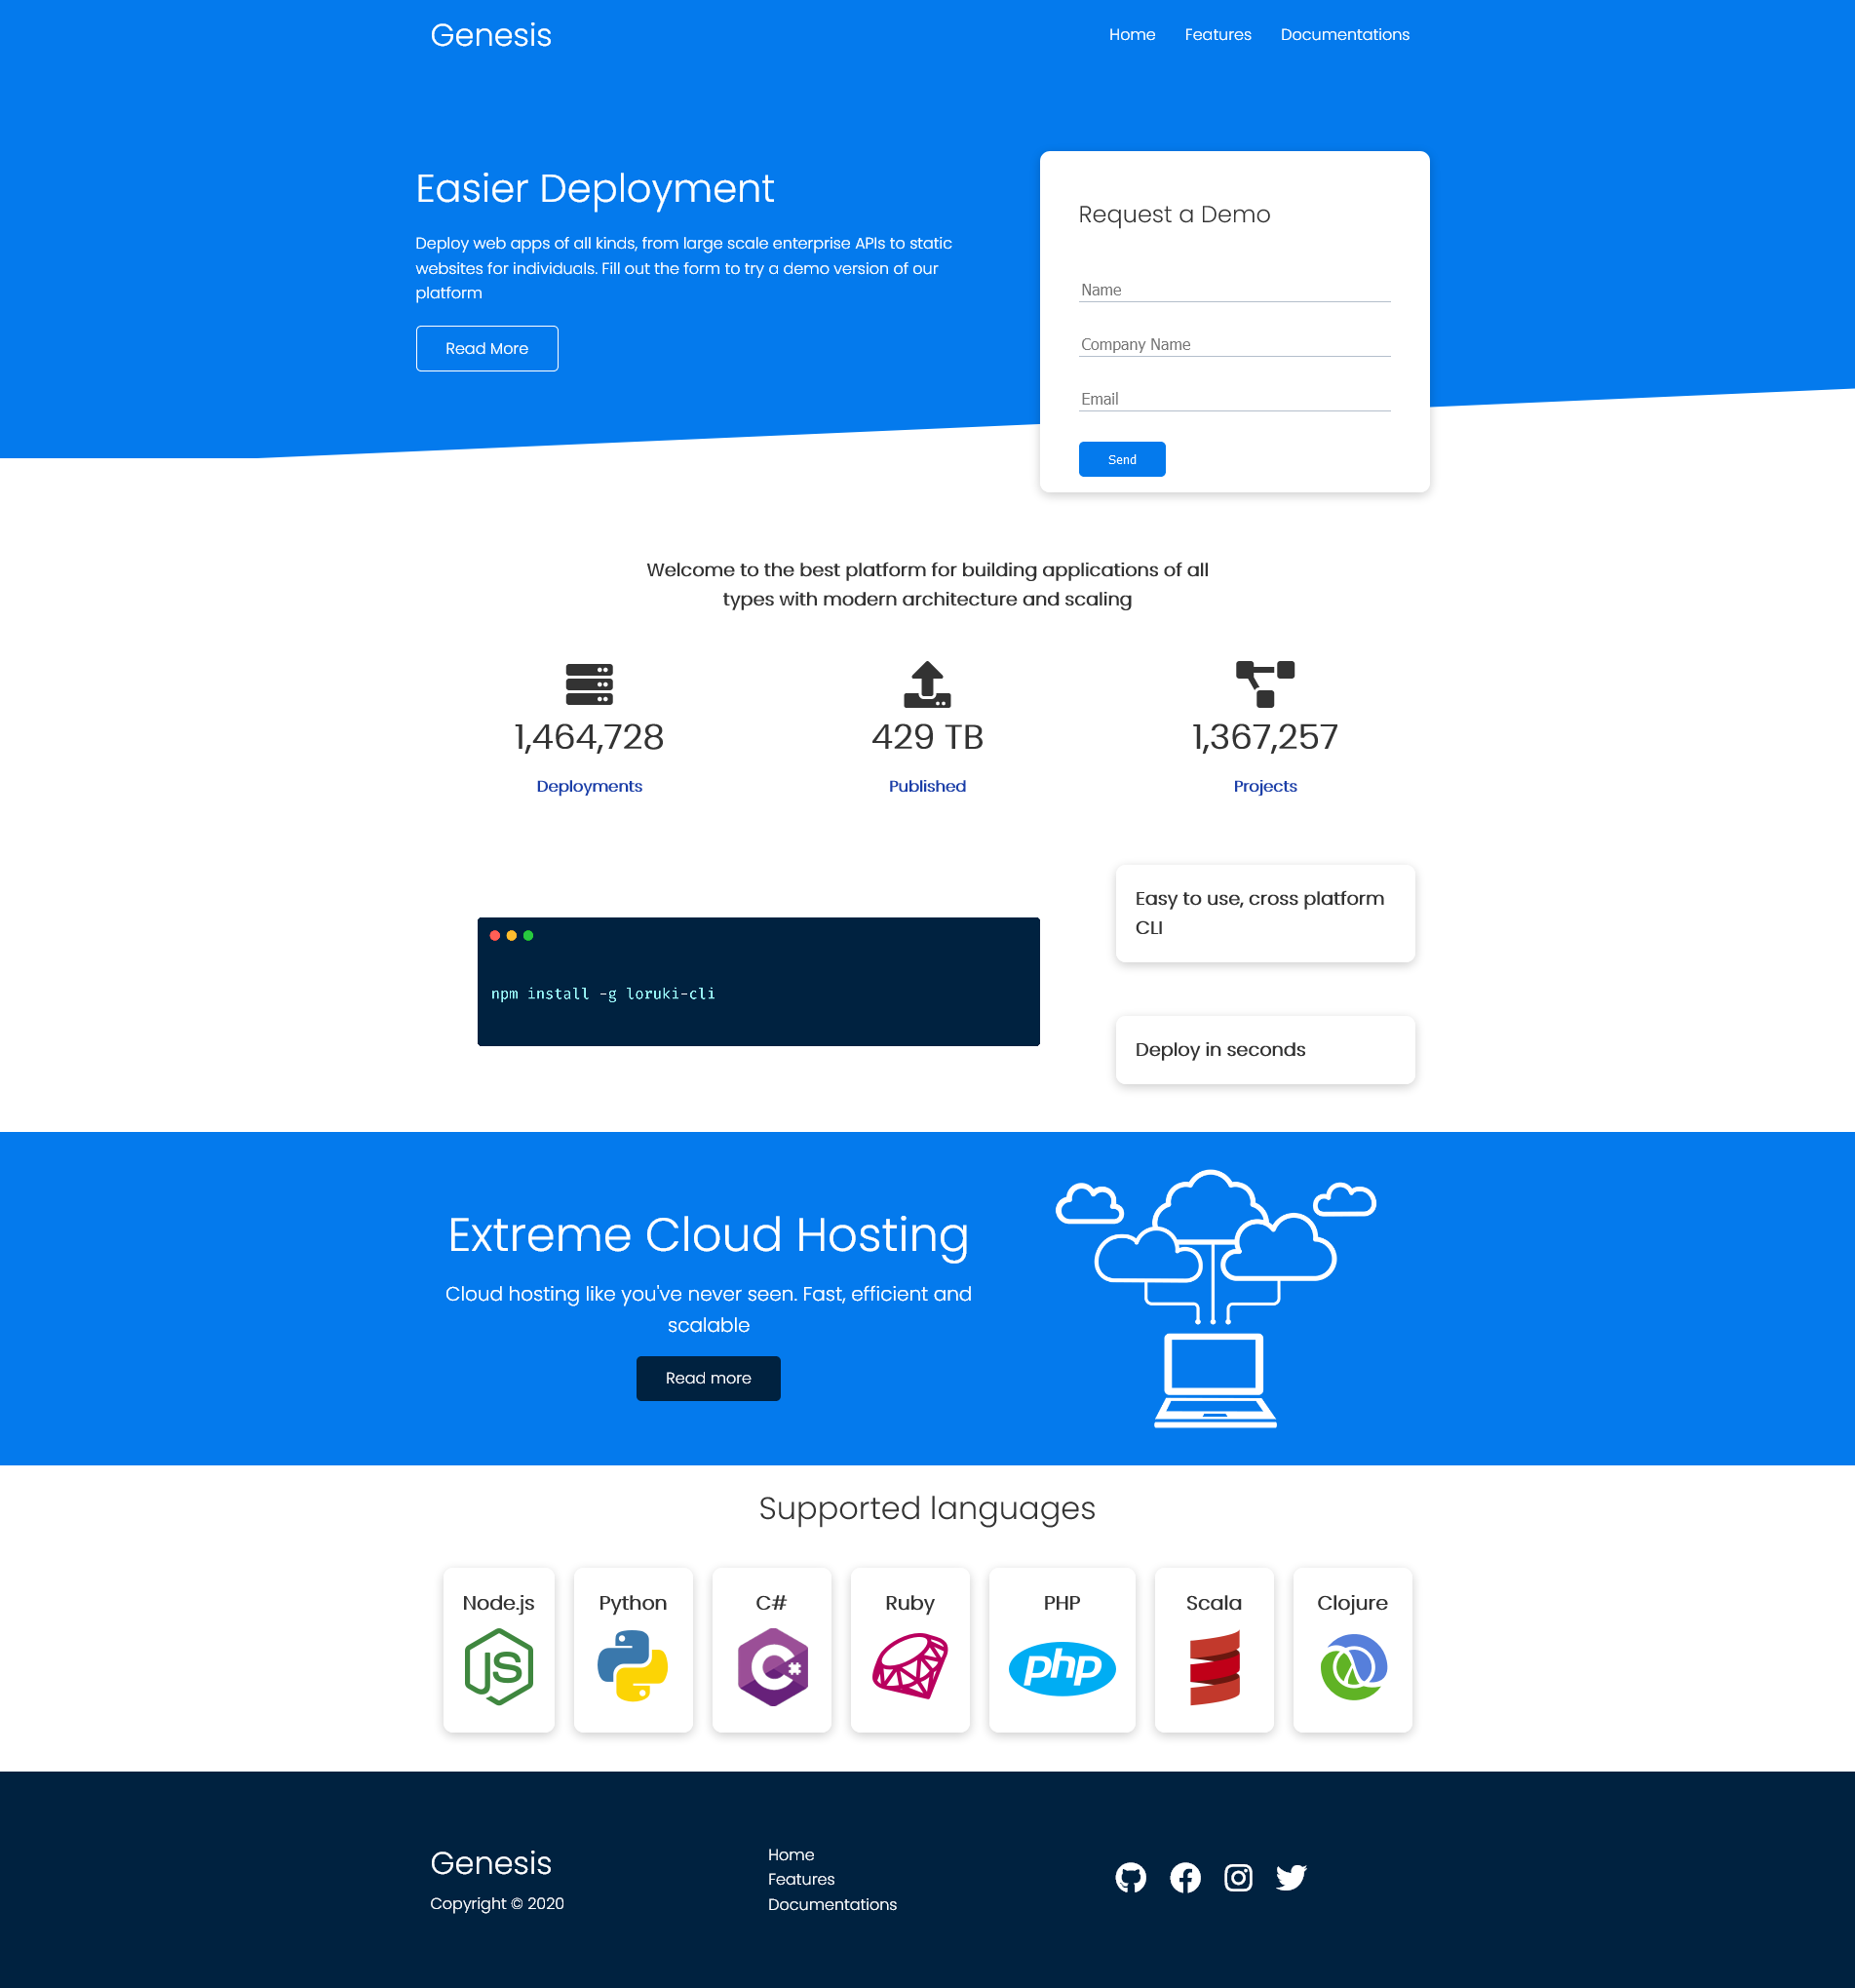 Genesis
Home
Features
Documentations
Easier Deployment
Deploy web apps of all kinds, from large scale enterprise APIs to static
websites for individuals. Fill out the form to try a demo version of our
platform
Read More
Request a Demo
Name
Company Name
Email
Send
Welcome to the best platform for building applications of all
types with modern architecture and scaling
1,464,728
Deployments
429 TB
Published
1,367,257
Projects
npm install -g loruki-cli
Easy to use, cross platform
CLI
Deploy in seconds
Extreme Cloud Hosting
Cloud hosting like you've never seen. Fast, efficient and
scalable
Read more
Supported languages
Node.js
JS
Python
C#
C#
Ruby
PHP
php
Scala
Clojure
Genesis
Copyright © 2020
Home
Features
Documentations